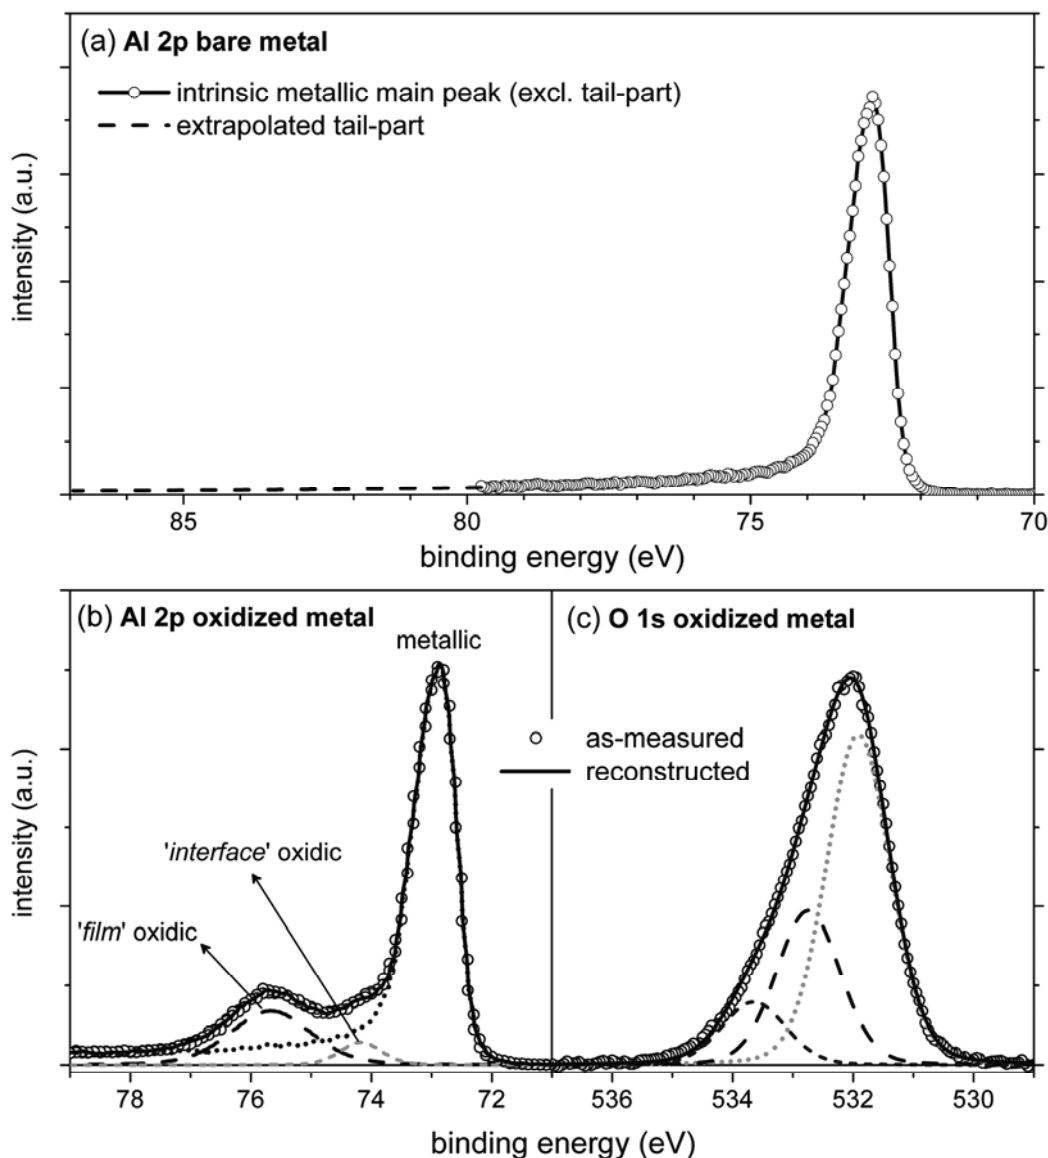 (a) Al 2p bare metal
intrinsic metallic main peak (excl. tail-part)
extrapolated tail-part
intensity (a.u.)
85 80 75 70
binding energy (eV)
(b) Al 2p oxidized metal
metallic
'interface' oxidic
'film' oxidic
intensity (a.u.)
78 76 74 72
(c) O 1s oxidized metal
as-measured
reconstructed
536 534 532 530
binding energy (eV)